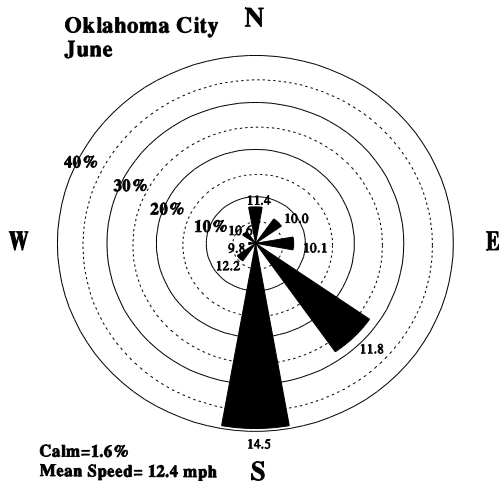 Oklahoma City
June
N
40%
30%
20%
10%
11.4
10.0
10.6
W
9.8
10.1
E
12.2
11.8
14.5
Calm=1.6%
Mean Speed= 12.4 mph
S